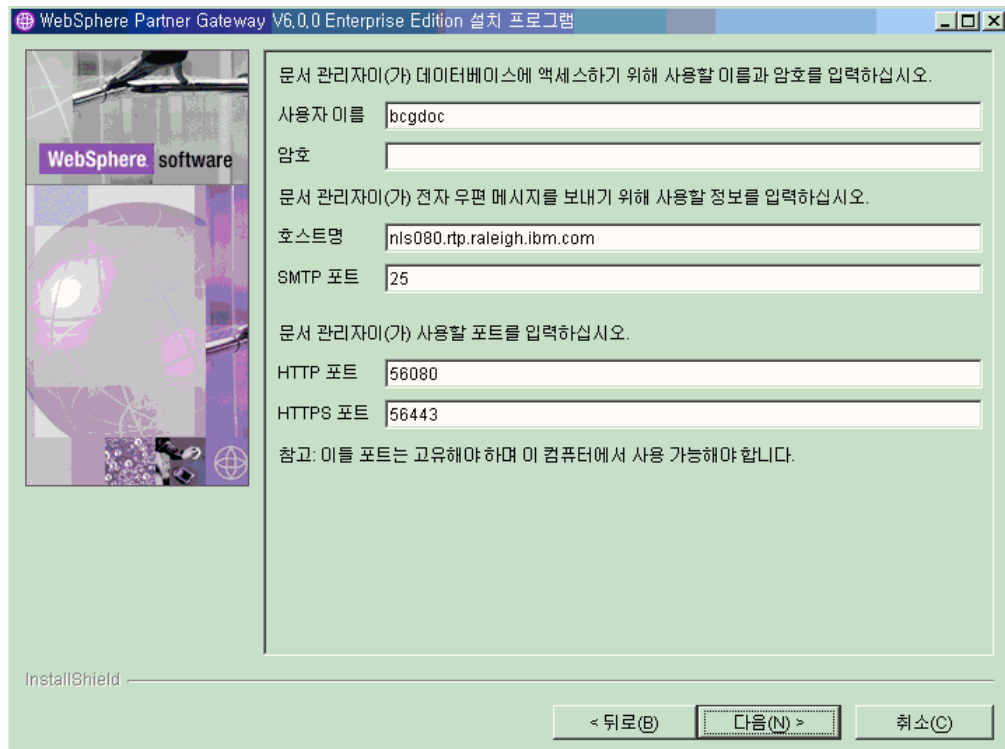 WebSphere Partner Gateway V6,0,0 Enterprise Edition 설치 프로그램
WebSphere. software
문서 관리자이(가) 데이터베이스에 액세스하기 위해 사용할 이름과 암호를 입력하십시오.
사용자 이름 bcgdoc
암호
문서 관리자이(가) 전자 우편 메시지를 보내기 위해 사용할 정보를 입력하십시오.
호스트명 nls080.rtp.raleigh.ibm.com
SMTP 포트 25
문서 관리자이(가) 사용할 포트를 입력하십시오.
HTTP 포트 56080
HTTPS 포트 56443
참고: 이들 포트는 고유해야 하며 이 컴퓨터에서 사용 가능해야 합니다.
InstallShield
< 뒤로(B) 다음(N) > 취소(C)